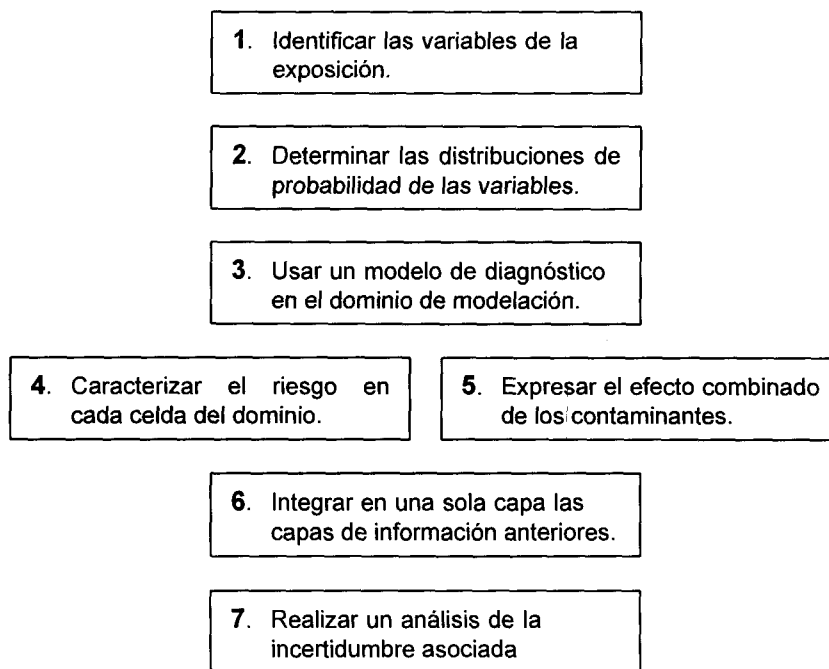 1. Identificar las variables de la
exposición.
2. Determinar las distribuciones de
probabilidad de las variables.
3. Usar un modelo de diagnóstico
en el dominio de modelación.
4. Caracterizar el riesgo en
cada celda del dominio.
5. Expresar el efecto combinado
de los contaminantes.
6. Integrar en una sola capa las
capas de información anteriores.
7. Realizar un análisis de la
incertidumbre asociada